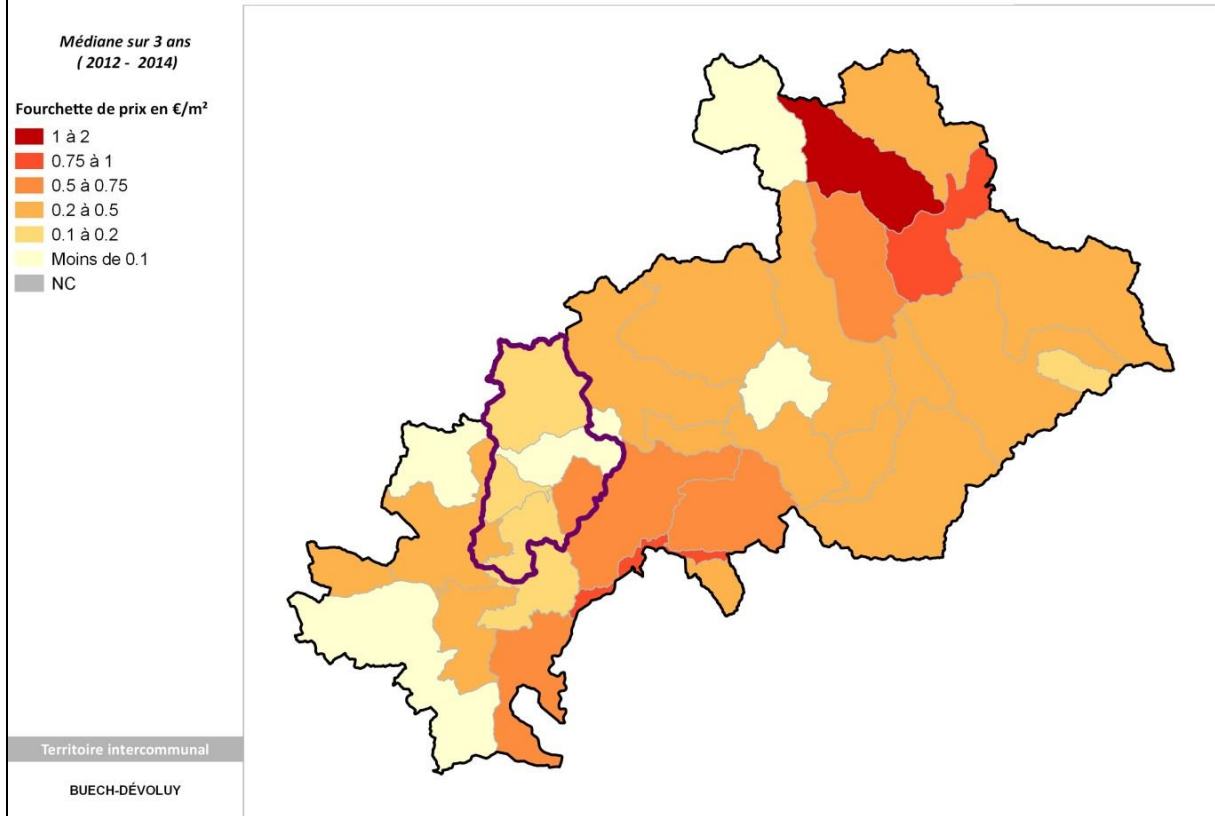 Médiane sur 3 ans
( 2012 - 2014)
Fourchette de prix en €/m²
1 à 2
0.75 à 1
0.5 à 0.75
0.2 à 0.5
0.1 à 0.2
Moins de 0.1
NC
Territoire intercommunal
BUECH-DÉVOLUY